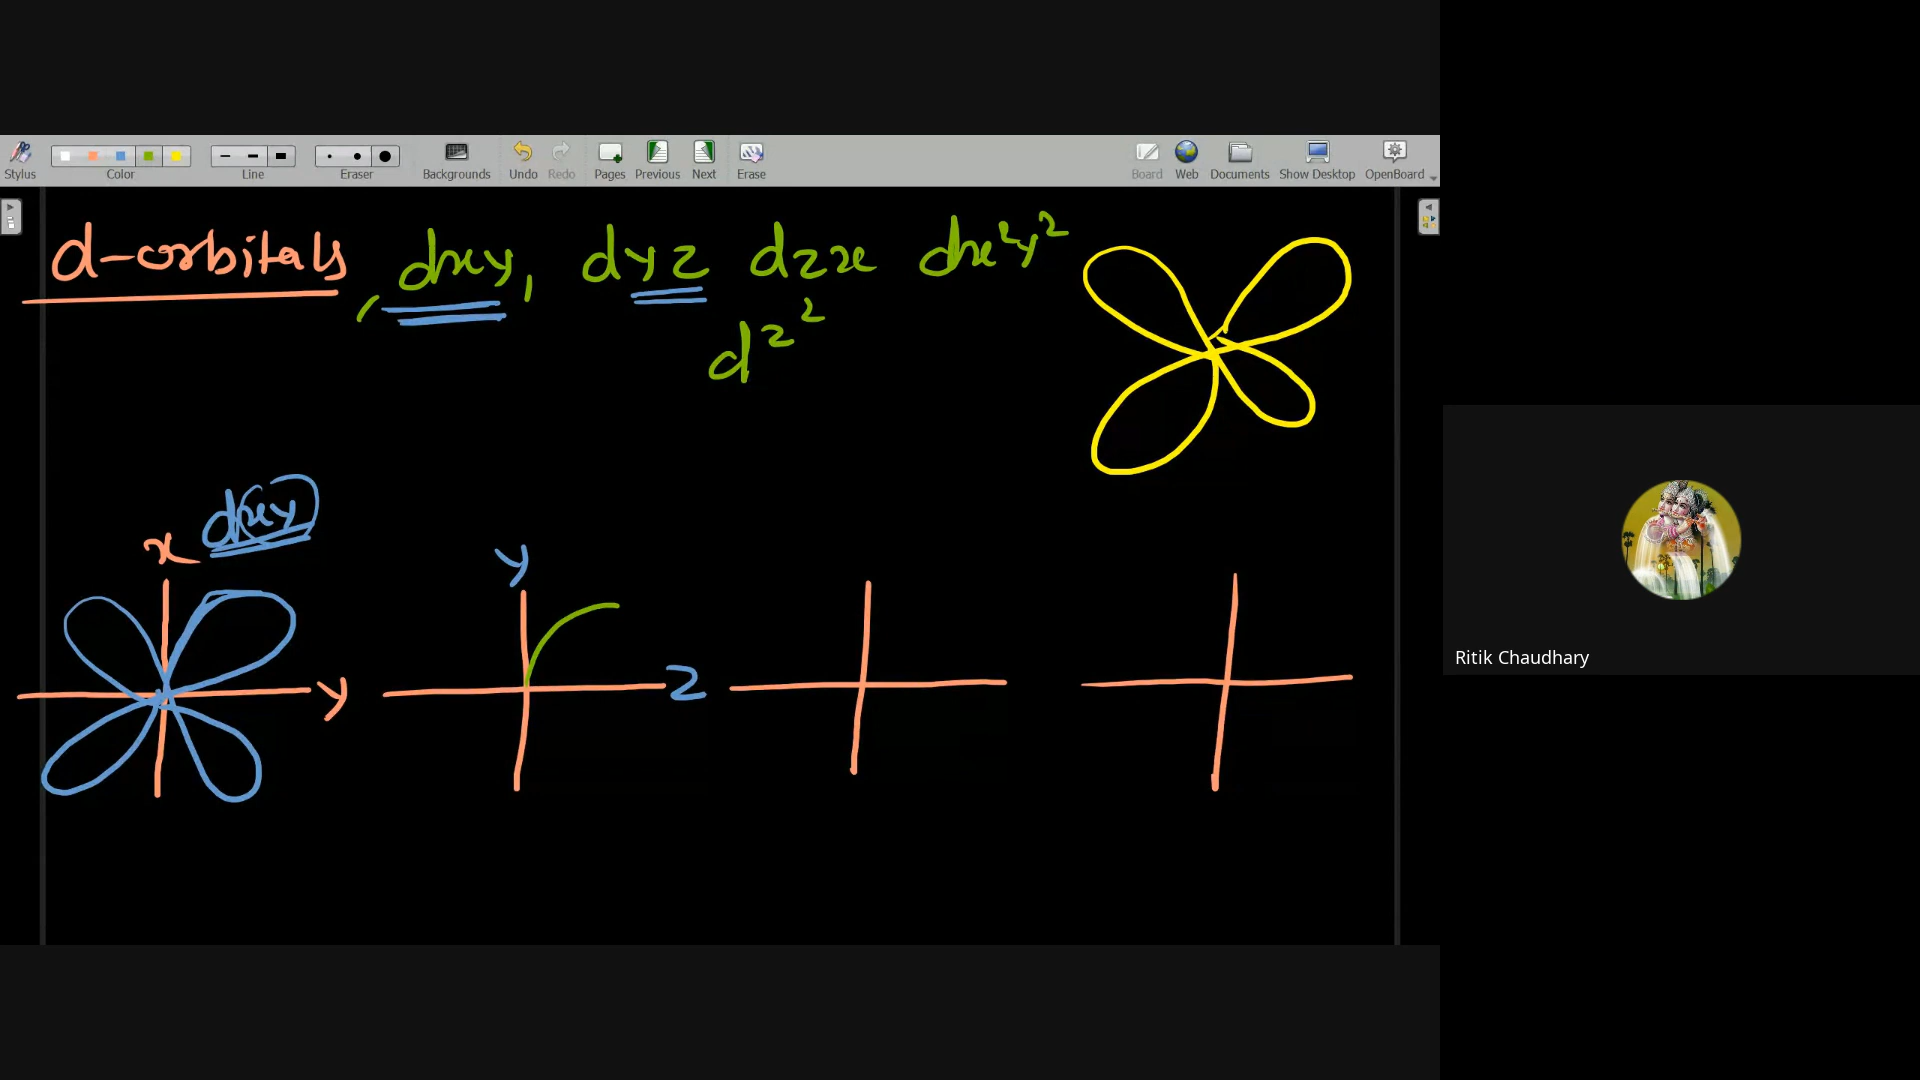 Stylus Color Line Eraser Backgrounds Undo Redo Pages Previous Next Erase Board Web Documents Show Desktop OpenBoard
d-orbitals, dxy, dyz dzx dx²y²
dz²
dxy
x
y
y
z
Ritik Chaudhary